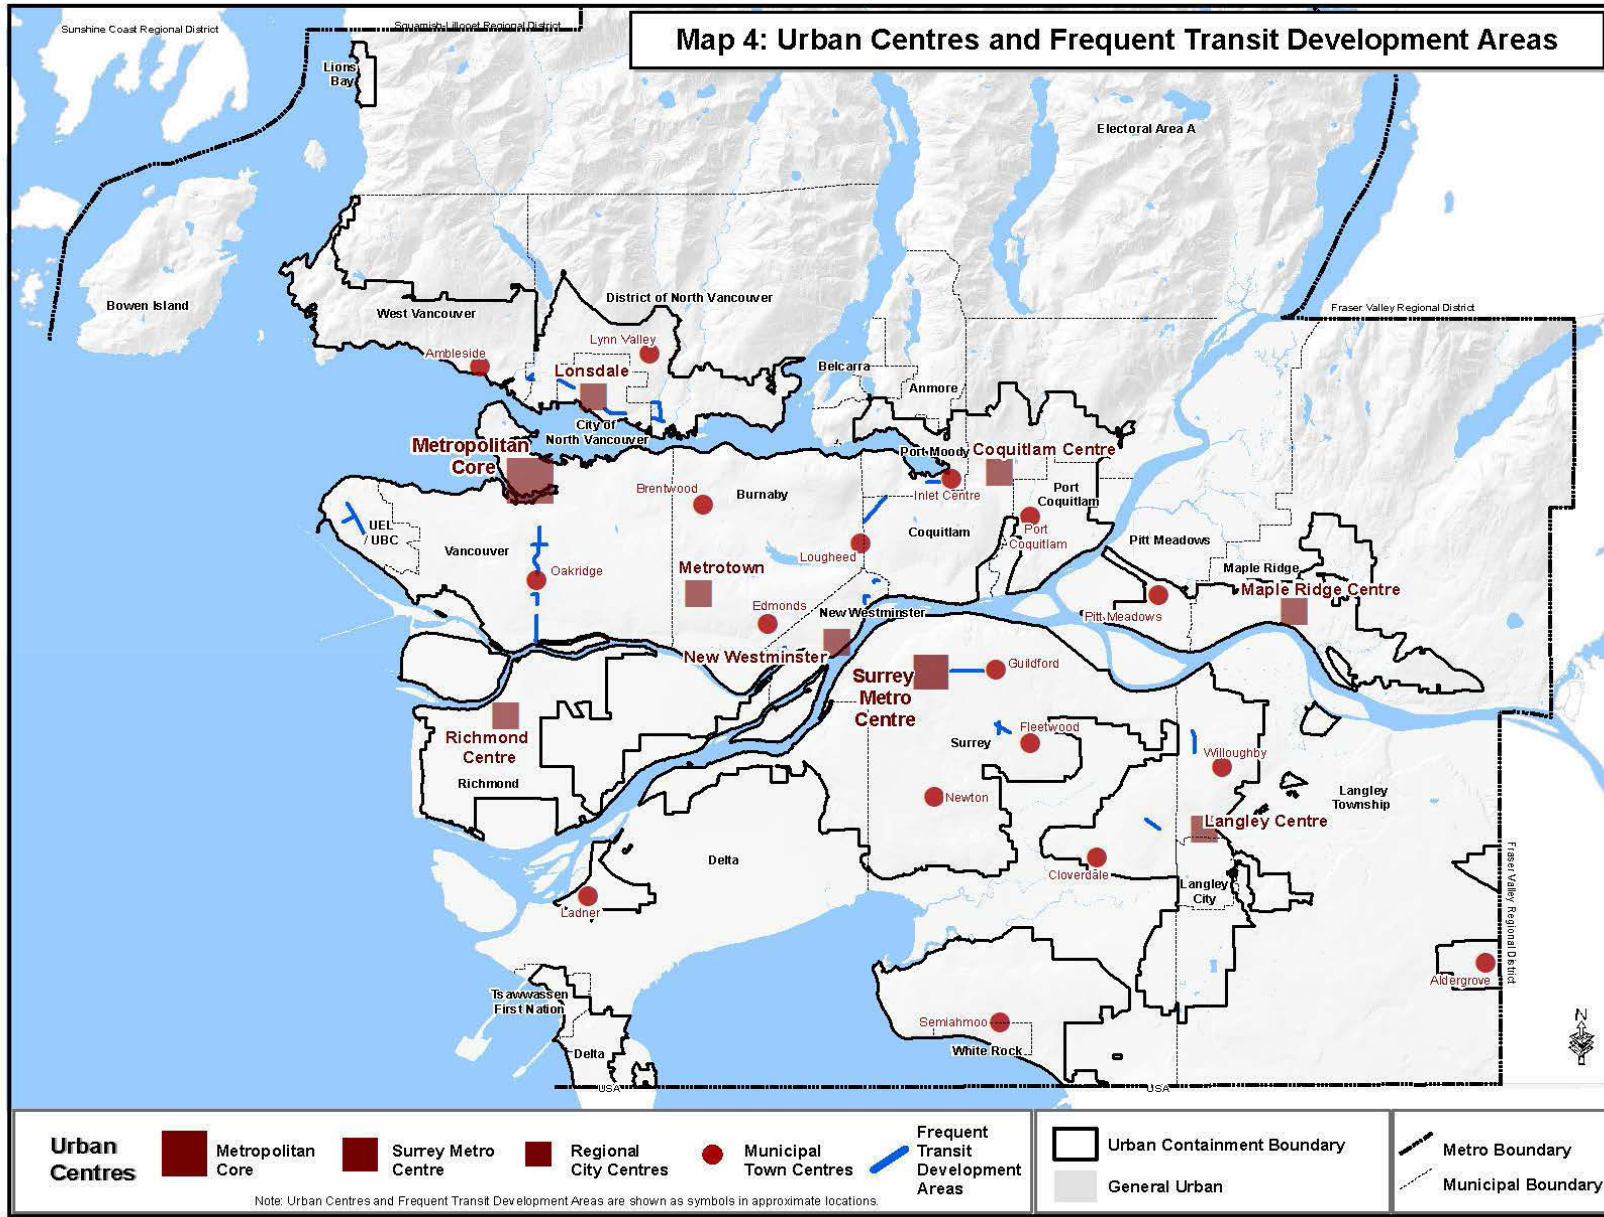 Map 4: Urban Centres and Frequent Transit Development Areas
Sunshine Coast Regional District
Squamish-Lillooet Regional District
Lions
Bay
Electoral Area A
Bowen Island
West Vancouver
District of North Vancouver
Fraser Valley Regional District
Ambleside
Lynn Valley
Lonsdale
Belcarra
Anmore
City of
North Vancouver
Metropolitan
Core
Port Moody
Coquitlam Centre
Brentwood
Burnaby
Inlet Centre
Port
Coquitlam
UEL
/ UBC
Vancouver
Coquitlam
Port
Coquitlam
Pitt Meadows
Lougheed
Oakridge
Metrotown
Maple Ridge
Maple Ridge Centre
Edmonds
New Westminster
Pitt Meadows
New Westminster
Surrey
Metro
Centre
Guildford
Richmond
Centre
Fleetwood
Surrey
Willoughby
Richmond
Newton
Langley
Township
Langley Centre
Delta
Cloverdale
Langley
City
Fraser Valley Regional District
Ladner
Aldergrove
Tsawwassen
First Nation
Semiahmoo
White Rock
Delta
N
USA
USA
Urban
Centres
Metropolitan
Core
Surrey Metro
Centre
Regional
City Centres
Municipal
Town Centres
Frequent
Transit
Development
Areas
Urban Containment Boundary
General Urban
Metro Boundary
Municipal Boundary
Note: Urban Centres and Frequent Transit Development Areas are shown as symbols in approximate locations.